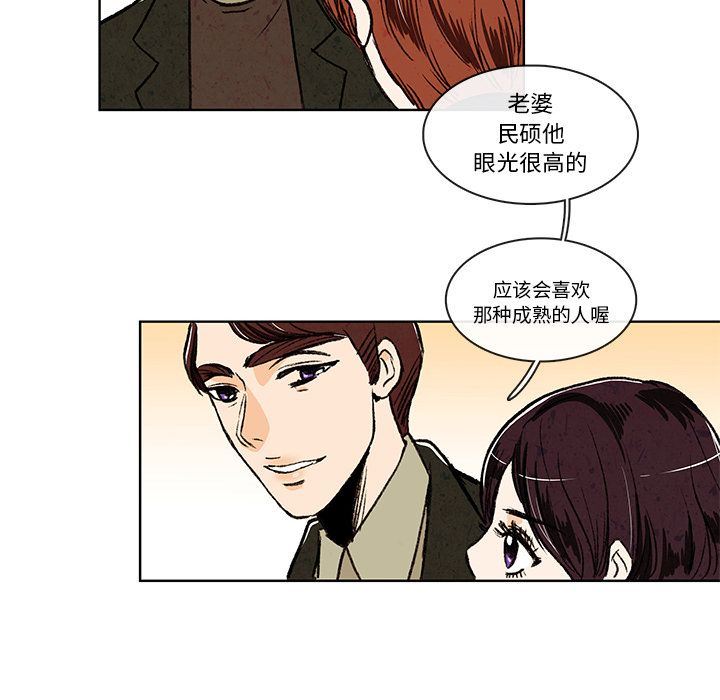 老婆
民硕他
眼光很高的
应该会喜欢
那种成熟的人喔